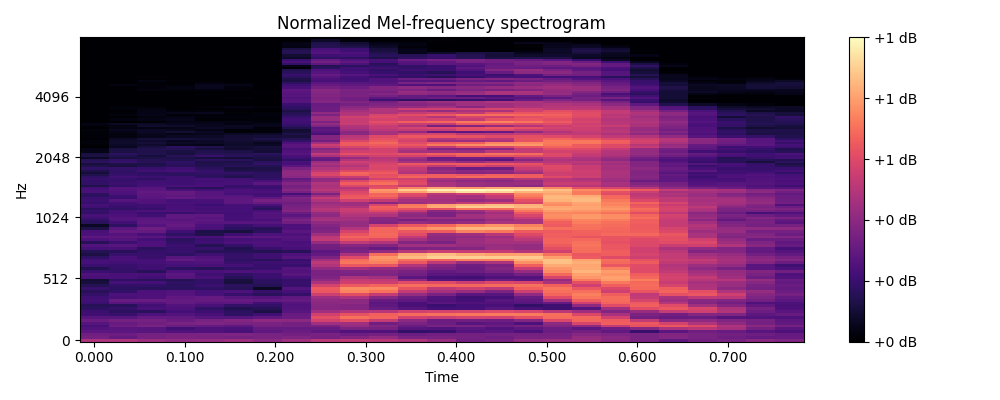 Normalized Mel-frequency spectrogram
Hz
4096
2048
1024
512
0
0.000 0.100 0.200 0.300 0.400 0.500 0.600 0.700
Time
+1 dB
+1 dB
+1 dB
+0 dB
+0 dB
+0 dB